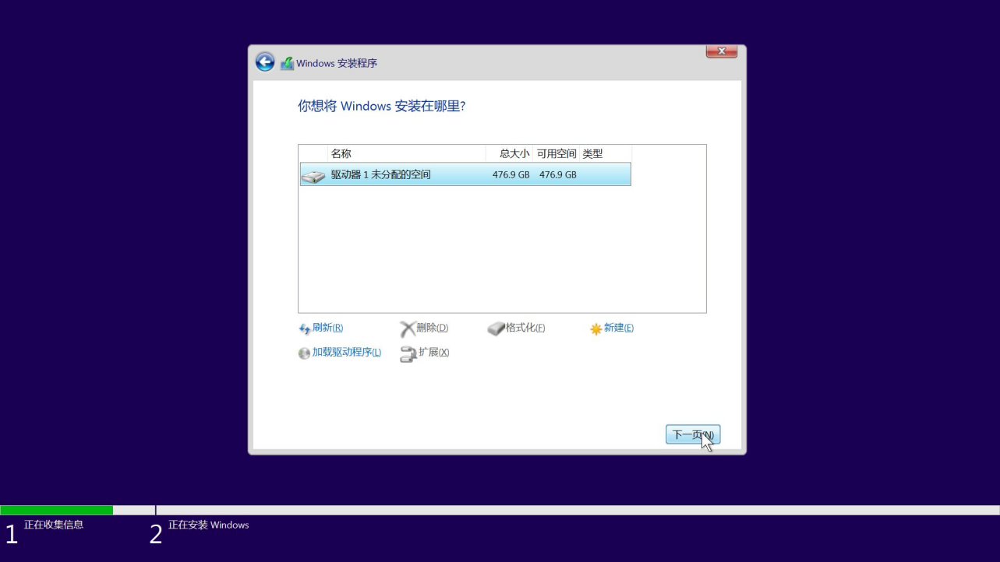 Windows 安装程序
你想将 Windows 安装在哪里?
名称 总大小 可用空间 类型
驱动器 1 未分配的空间 476.9 GB 476.9 GB
刷新(R) 删除(D) 格式化(F) 新建(E)
加载驱动程序(L) 扩展(X)
下一页(N)
1 正在收集信息 2 正在安装 Windows